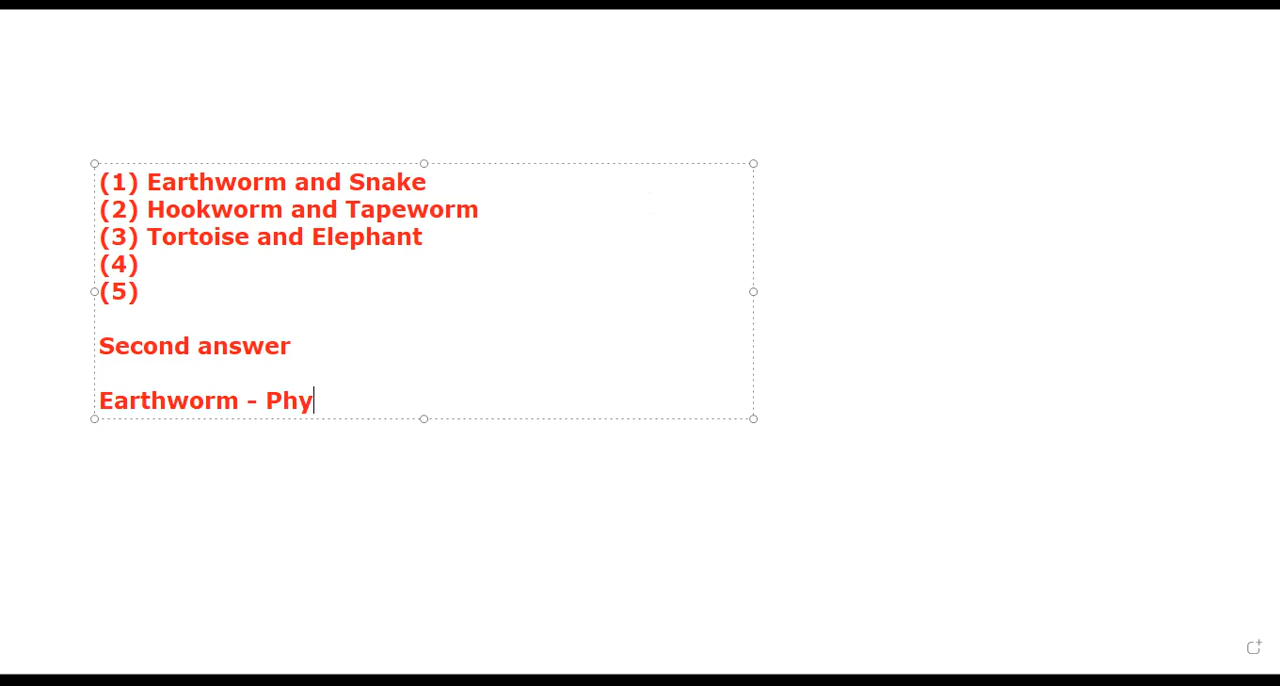 (1) Earthworm and Snake
(2) Hookworm and Tapeworm
(3) Tortoise and Elephant
(4)
(5)
Second answer
Earthworm - Phy